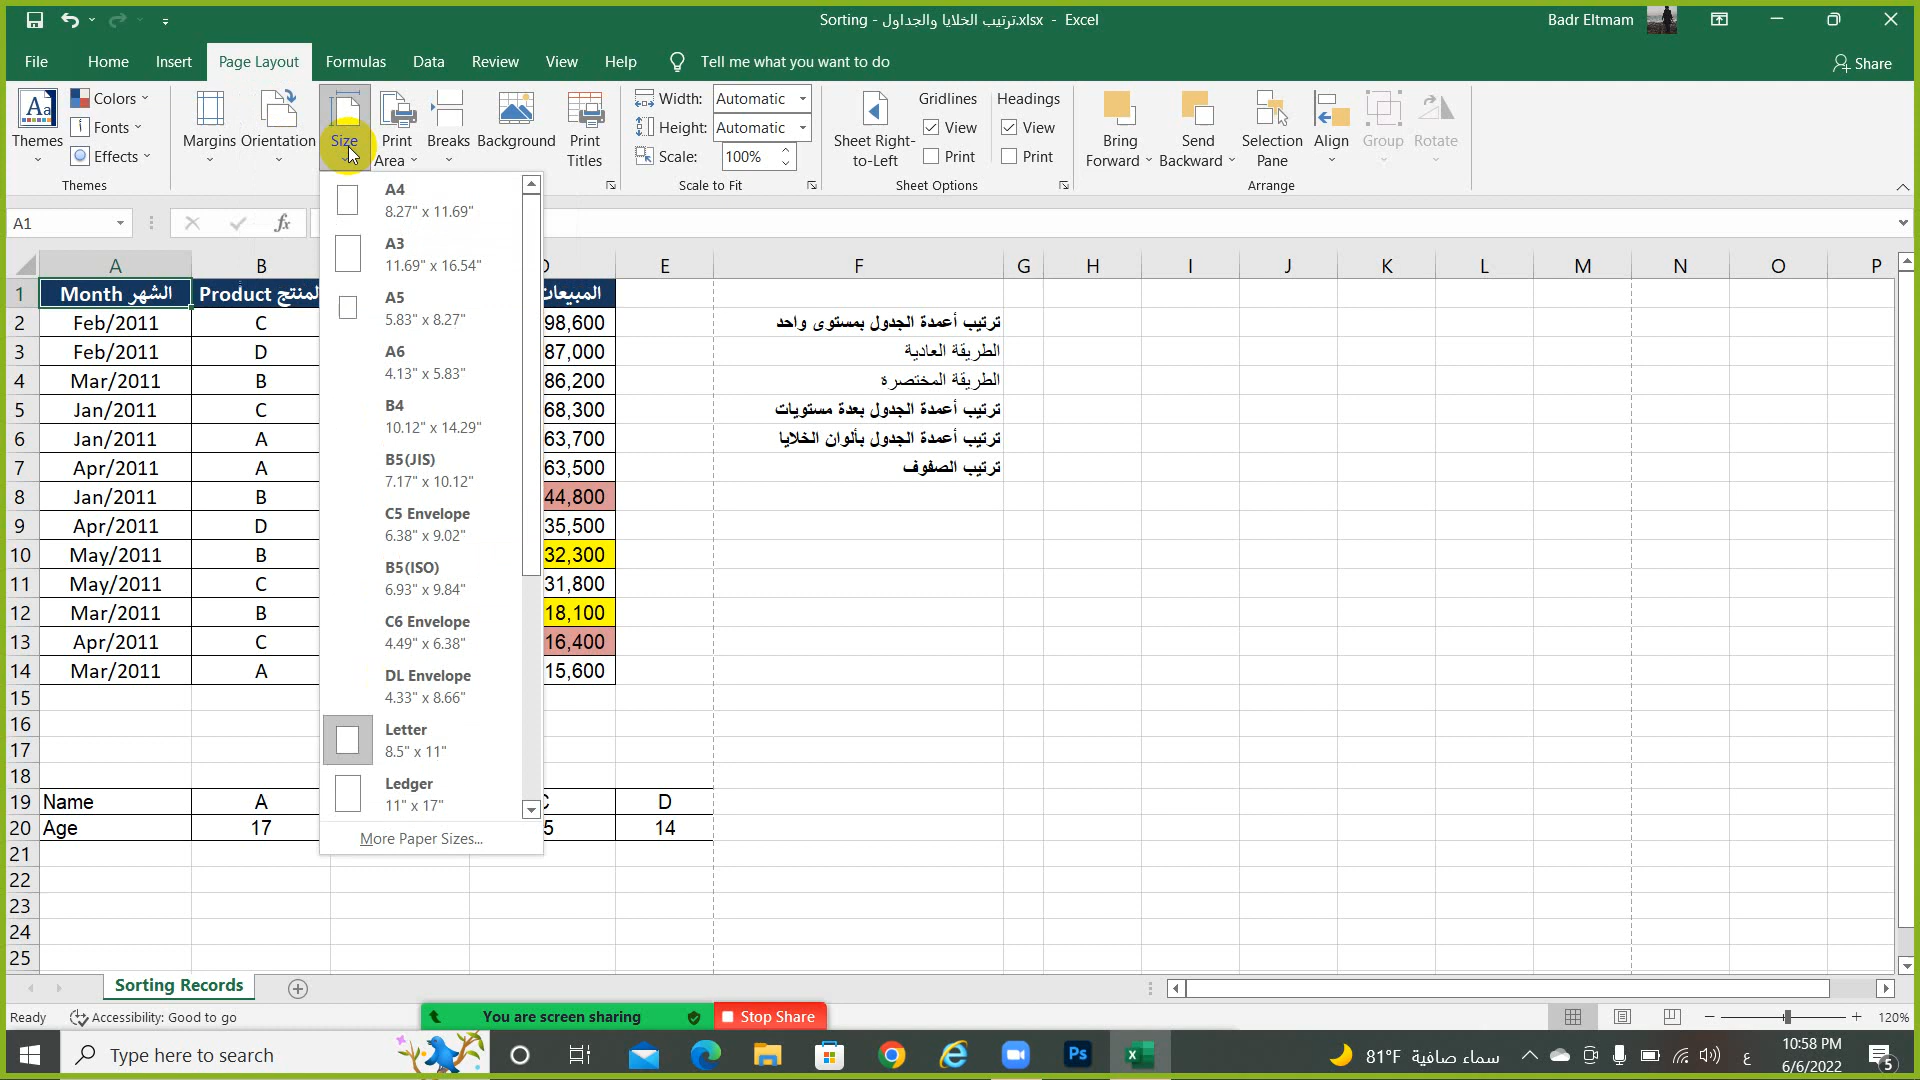 Sorting - ترتيب الخلايا والجداول.xlsx - Excel
Badr Eltmam
File Home Insert Page Layout Formulas Data Review View Help Tell me what you want to do Share
Themes Colors Fonts Effects
Themes
Margins Orientation Size Print Area Breaks Background Print Titles
Width: Automatic
Height: Automatic
Scale: 100%
Scale to Fit
Sheet Right-to-Left
Gridlines Headings
View View
Print Print
Sheet Options
Bring Forward Send Backward Selection Pane Align Group Rotate
Arrange
A1
fx
A4
8.27" x 11.69"
A3
11.69" x 16.54"
A5
5.83" x 8.27"
A6
4.13" x 5.83"
B4
10.12" x 14.29"
B5(JIS)
7.17" x 10.12"
C5 Envelope
6.38" x 9.02"
B5(ISO)
6.93" x 9.84"
C6 Envelope
4.49" x 6.38"
DL Envelope
4.33" x 8.66"
Letter
8.5" x 11"
Ledger
11" x 17"
More Paper Sizes...
A B D E F G H I J K L M N O P
1 Month الشهر Product المنتج المبيعات
2 Feb/2011 C 98,600 ترتيب أعمدة الجدول بمستوى واحد
3 Feb/2011 D 87,000 الطريقة العادية
4 Mar/2011 B 86,200 الطريقة المختصرة
5 Jan/2011 C 68,300 ترتيب أعمدة الجدول بعدة مستويات
6 Jan/2011 A 63,700 ترتيب أعمدة الجدول بألوان الخلايا
7 Apr/2011 A 63,500 ترتيب الصفوف
8 Jan/2011 B 44,800
9 Apr/2011 D 35,500
10 May/2011 B 32,300
11 May/2011 C 31,800
12 Mar/2011 B 18,100
13 Apr/2011 C 16,400
14 Mar/2011 A 15,600
15
16
17
18
19 Name A C D
20 Age 17 5 14
21
22
23
24
25
Sorting Records
Ready Accessibility: Good to go
You are screen sharing Stop Share
120%
Type here to search
81°F سماء صافية
ع
10:58 PM
6/6/2022
5